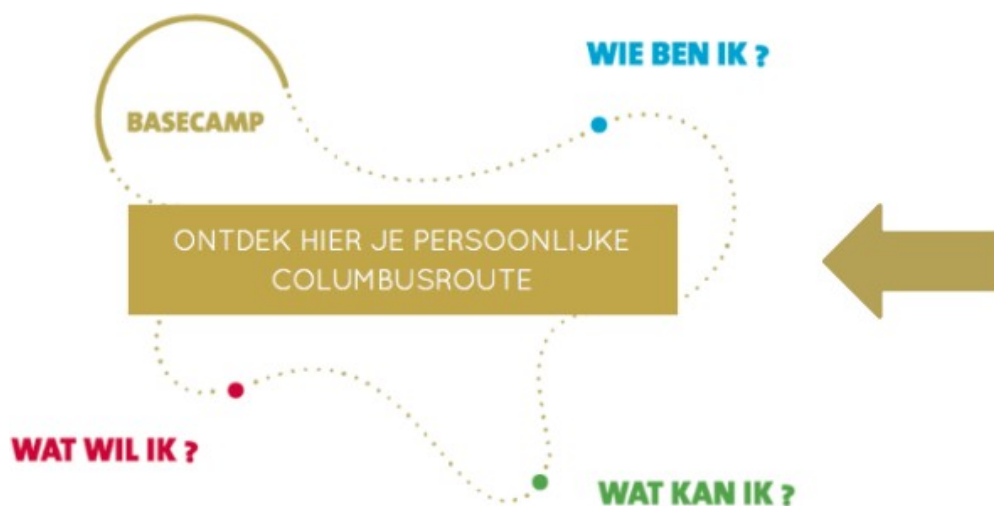 WIE BEN IK ?
BASECAMP
ONTDEK HIER JE PERSOONLIJKE
COLUMBUSROUTE
WAT WIL IK ?
WAT KAN IK ?